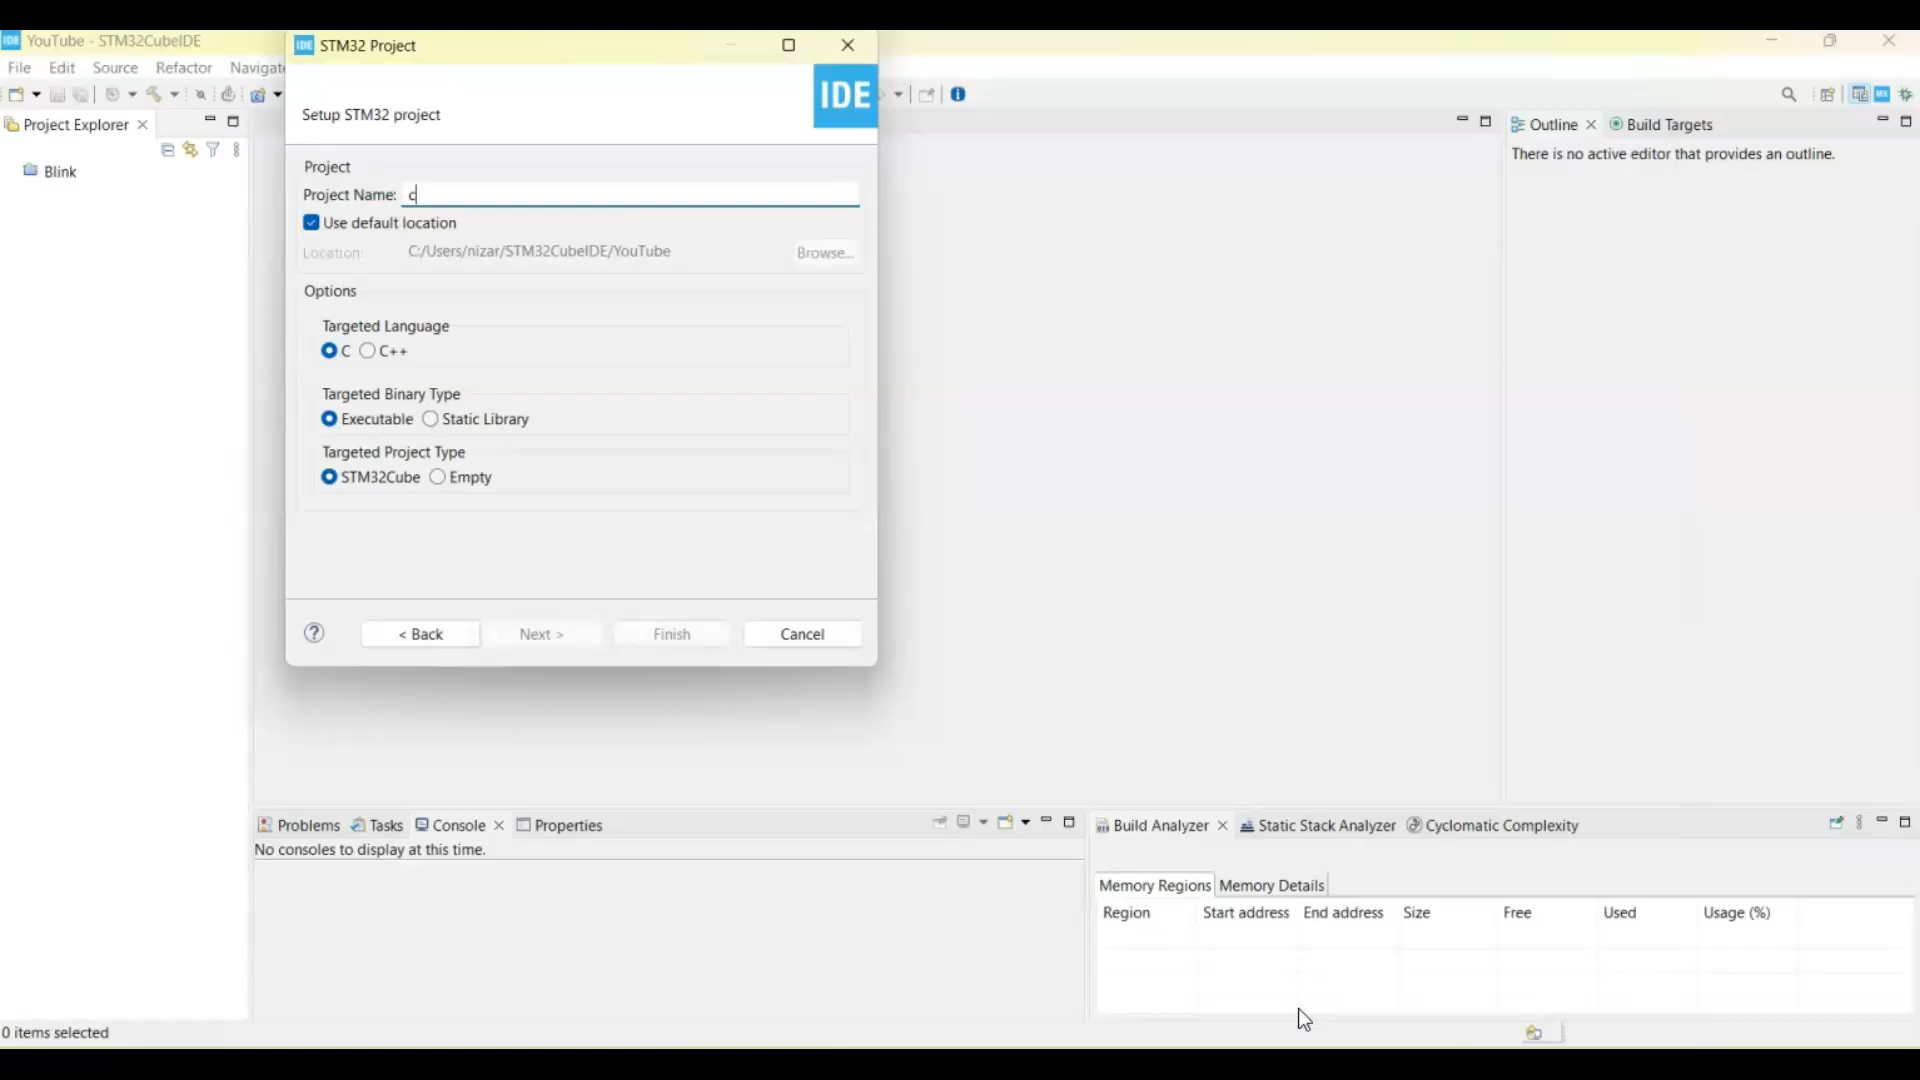 IDE YouTube - STM32CubeIDE
File Edit Source Refactor Navigate
Project Explorer
Blink
IDE STM32 Project
Setup STM32 project
IDE
Project
Project Name: c
Use default location
Location: C:/Users/nizar/STM32CubeIDE/YouTube Browse...
Options
Targeted Language
C C++
Targeted Binary Type
Executable Static Library
Targeted Project Type
STM32Cube Empty
? < Back Next > Finish Cancel
MX
Outline Build Targets
There is no active editor that provides an outline.
Problems Tasks Console Properties
No consoles to display at this time.
Build Analyzer Static Stack Analyzer Cyclomatic Complexity
Memory Regions Memory Details
Region Start address End address Size Free Used Usage (%)
0 items selected